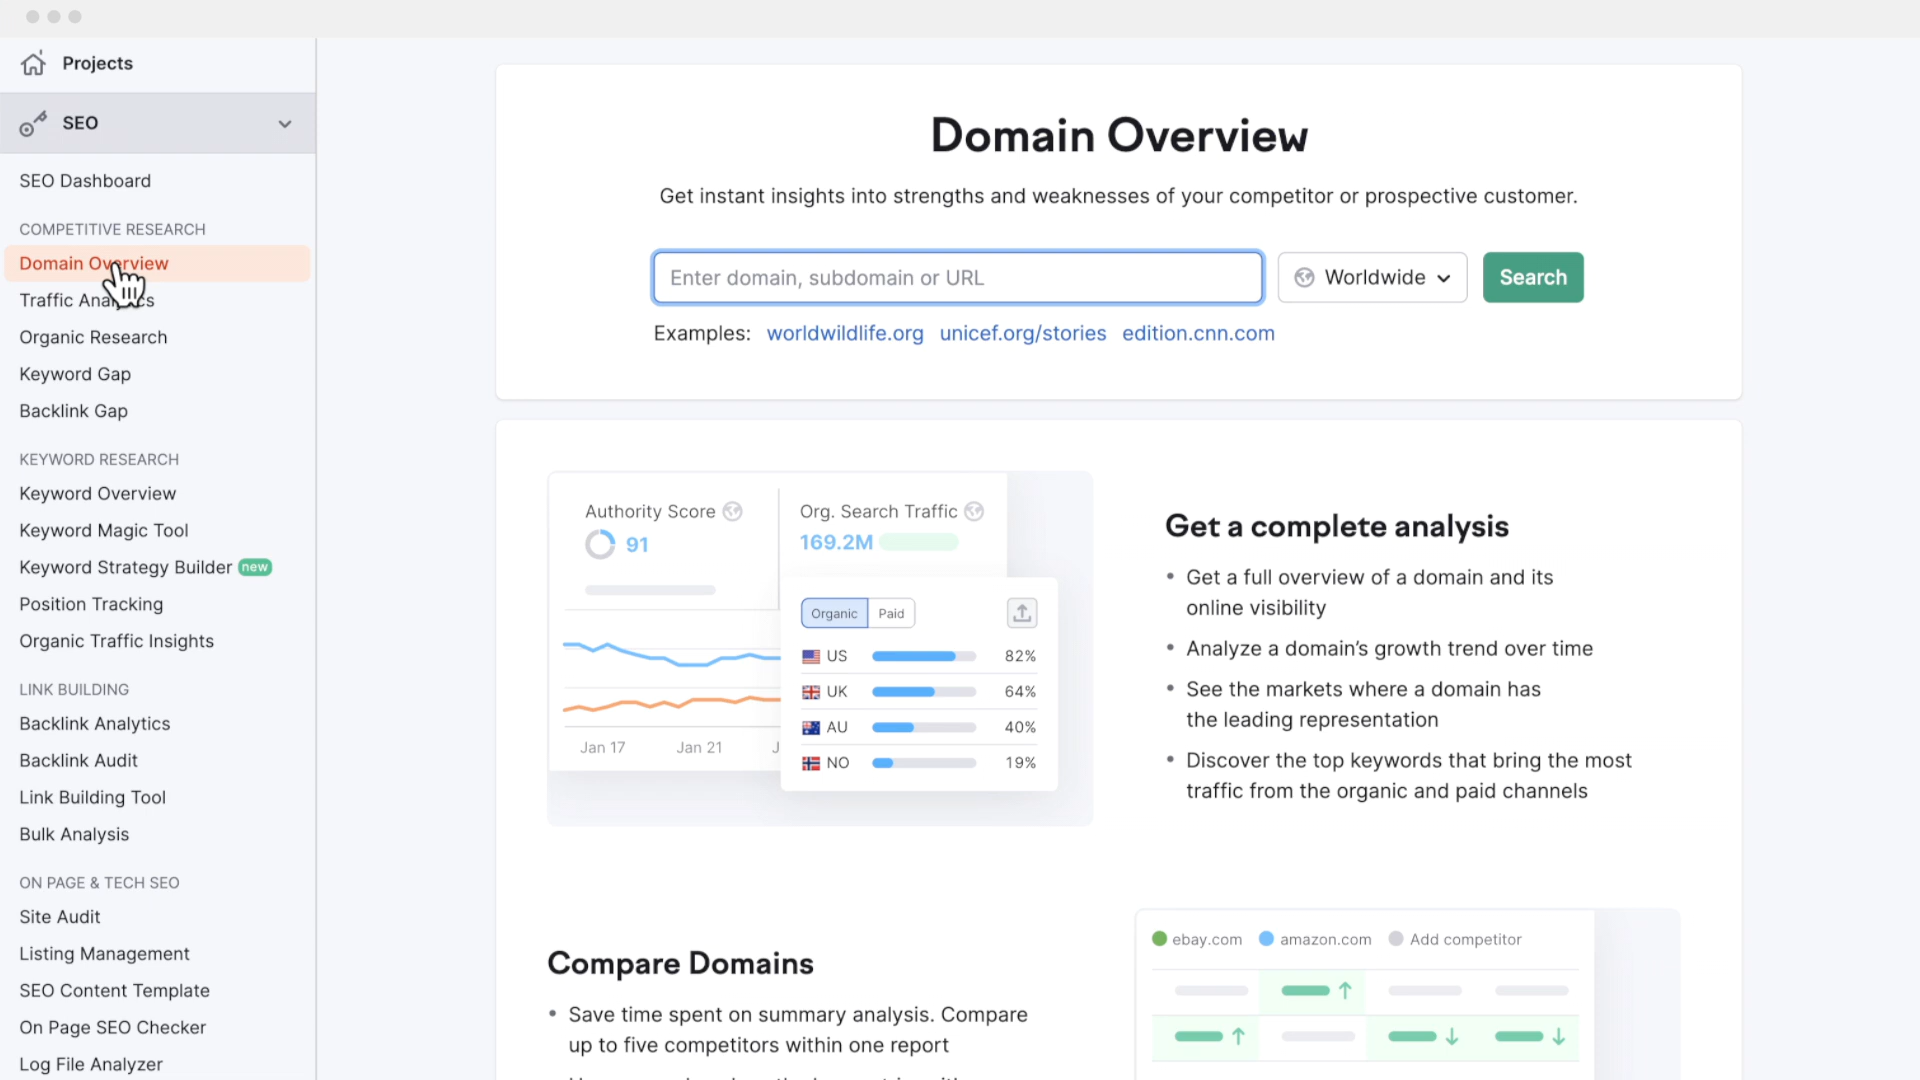 Projects
SEO
SEO Dashboard
COMPETITIVE RESEARCH
Domain Overview
Traffic Analytics
Organic Research
Keyword Gap
Backlink Gap
KEYWORD RESEARCH
Keyword Overview
Keyword Magic Tool
Keyword Strategy Builder new
Position Tracking
Organic Traffic Insights
LINK BUILDING
Backlink Analytics
Backlink Audit
Link Building Tool
Bulk Analysis
ON PAGE & TECH SEO
Site Audit
Listing Management
SEO Content Template
On Page SEO Checker
Log File Analyzer
Domain Overview
Get instant insights into strengths and weaknesses of your competitor or prospective customer.
Enter domain, subdomain or URL
Worldwide
Search
Examples: worldwildlife.org unicef.org/stories edition.cnn.com
Authority Score
91
Org. Search Traffic
169.2M
Jan 17 Jan 21 J
Organic Paid
US 82%
UK 64%
AU 40%
NO 19%
Get a complete analysis
• Get a full overview of a domain and its
online visibility
• Analyze a domain’s growth trend over time
• See the markets where a domain has
the leading representation
• Discover the top keywords that bring the most
traffic from the organic and paid channels
Compare Domains
• Save time spent on summary analysis. Compare
up to five competitors within one report
ebay.com amazon.com Add competitor